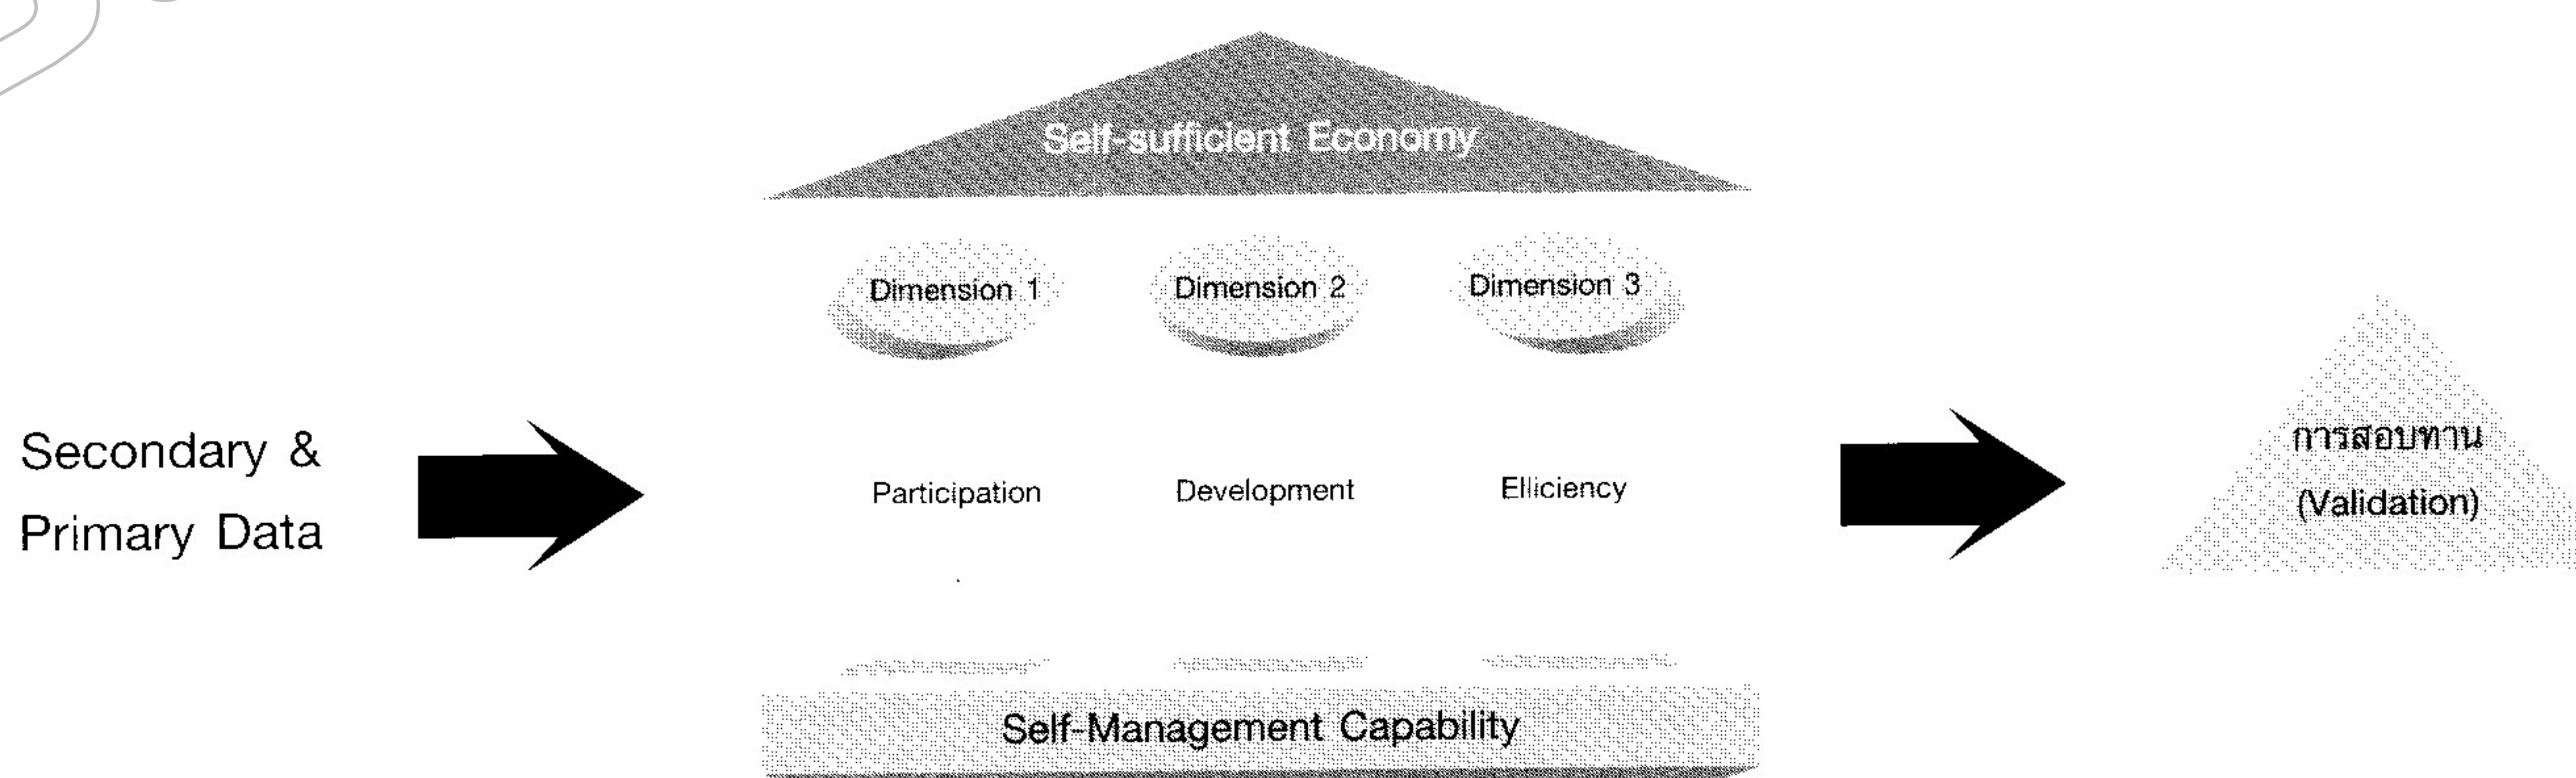 Self-sufficient Economy
Dimension 1
Dimension 2
Dimension 3
Secondary &
Primary Data
Participation
Development
Elliciency
การสอบทาน
(Validation)
Self-Management Capability